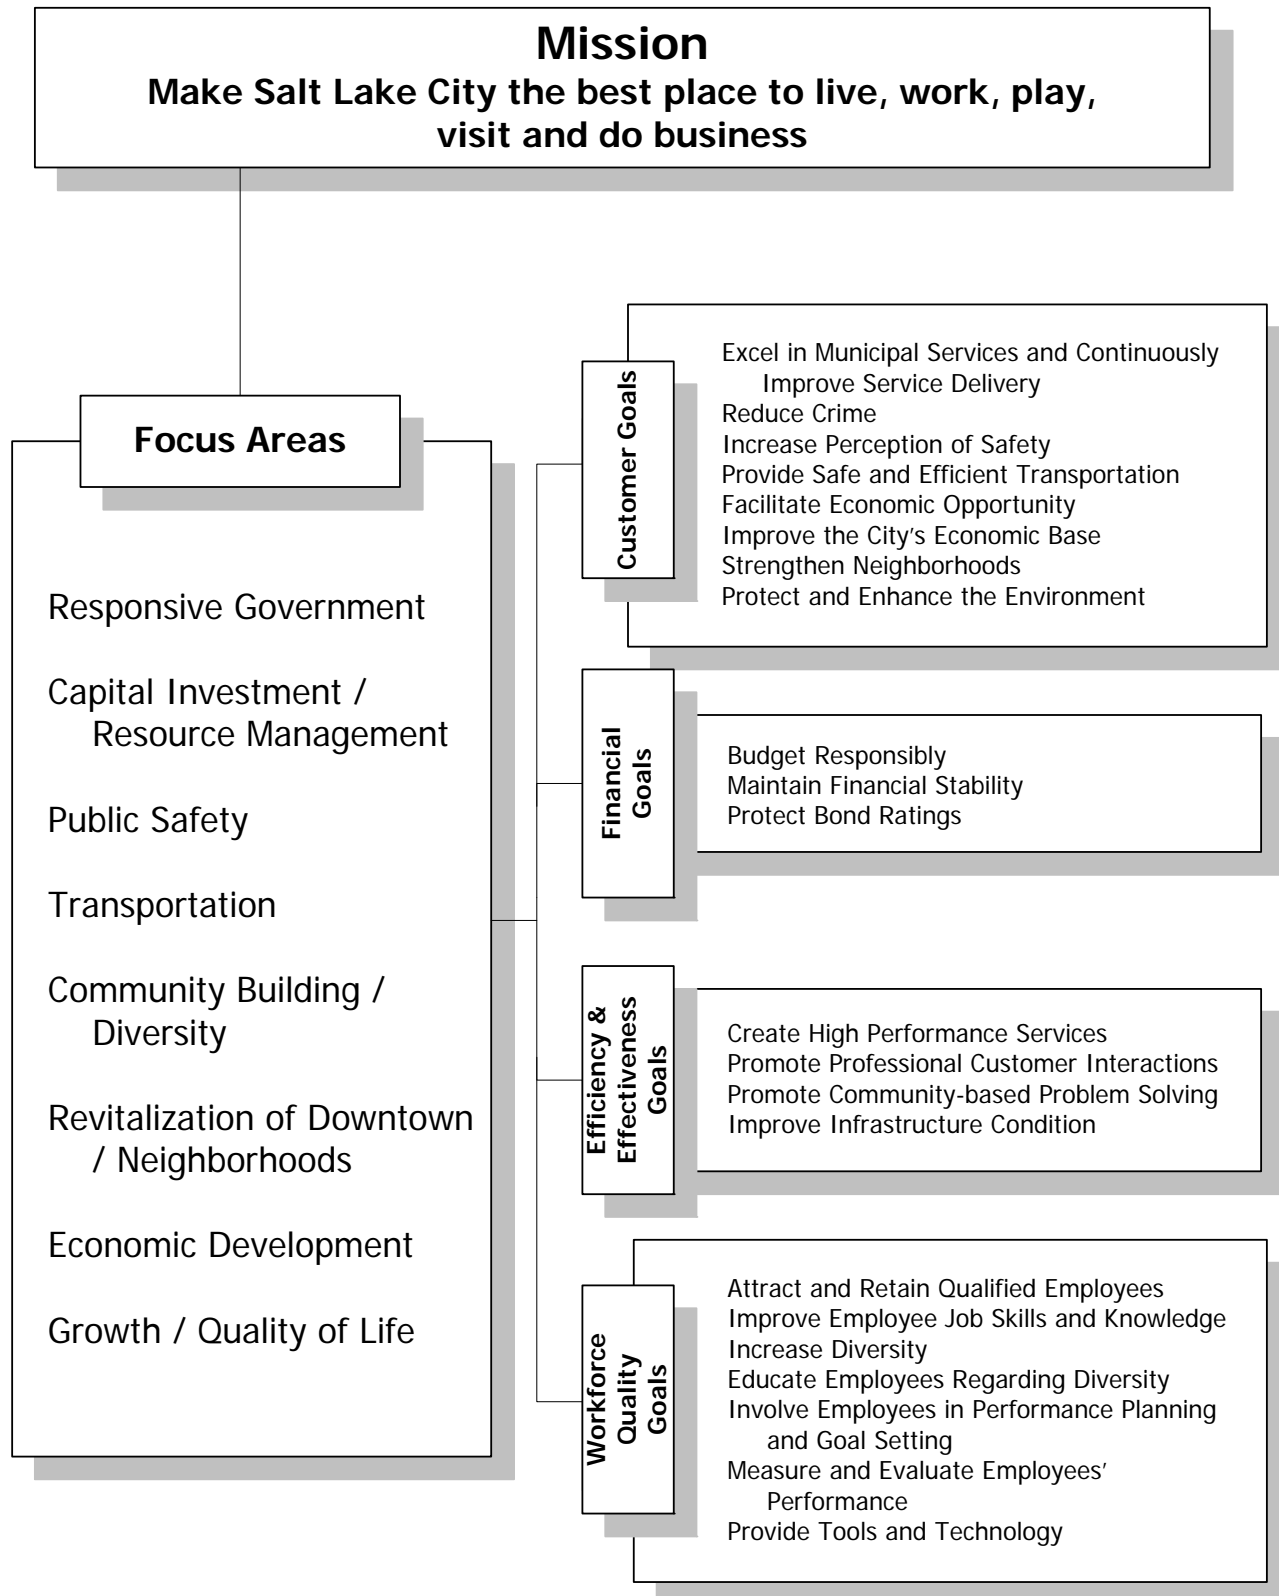 Mission
Make Salt Lake City the best place to live, work, play,
visit and do business
Focus Areas
Responsive Government
Capital Investment /
Resource Management
Public Safety
Transportation
Community Building /
Diversity
Revitalization of Downtown
/ Neighborhoods
Economic Development
Growth / Quality of Life
Customer Goals
Excel in Municipal Services and Continuously
Improve Service Delivery
Reduce Crime
Increase Perception of Safety
Provide Safe and Efficient Transportation
Facilitate Economic Opportunity
Improve the City’s Economic Base
Strengthen Neighborhoods
Protect and Enhance the Environment
Financial
Goals
Budget Responsibly
Maintain Financial Stability
Protect Bond Ratings
Efficiency &
Effectiveness
Goals
Create High Performance Services
Promote Professional Customer Interactions
Promote Community-based Problem Solving
Improve Infrastructure Condition
Workforce
Quality
Goals
Attract and Retain Qualified Employees
Improve Employee Job Skills and Knowledge
Increase Diversity
Educate Employees Regarding Diversity
Involve Employees in Performance Planning
and Goal Setting
Measure and Evaluate Employees’
Performance
Provide Tools and Technology